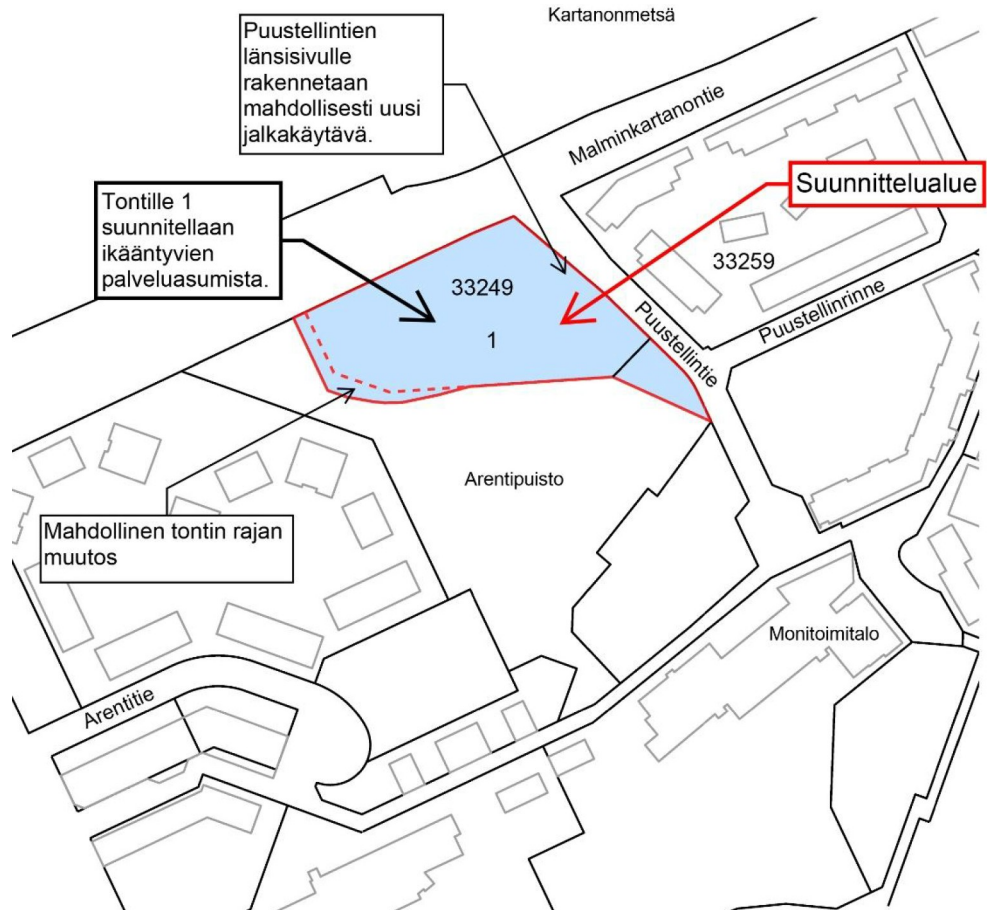 Kartanonmetsä
Puustellintien
länsisivulle
rakennetaan
mahdollisesti uusi
jalkakäytävä.
Malminkartanontie
Tontille 1
suunnitellaan
ikääntyvien
palveluasumista.
Suunnittelualue
33259
33249
1
Puustellinrinne
Puustellintie
Arentipuisto
Mahdollinen tontin rajan
muutos
Monitoimitalo
Arentitie